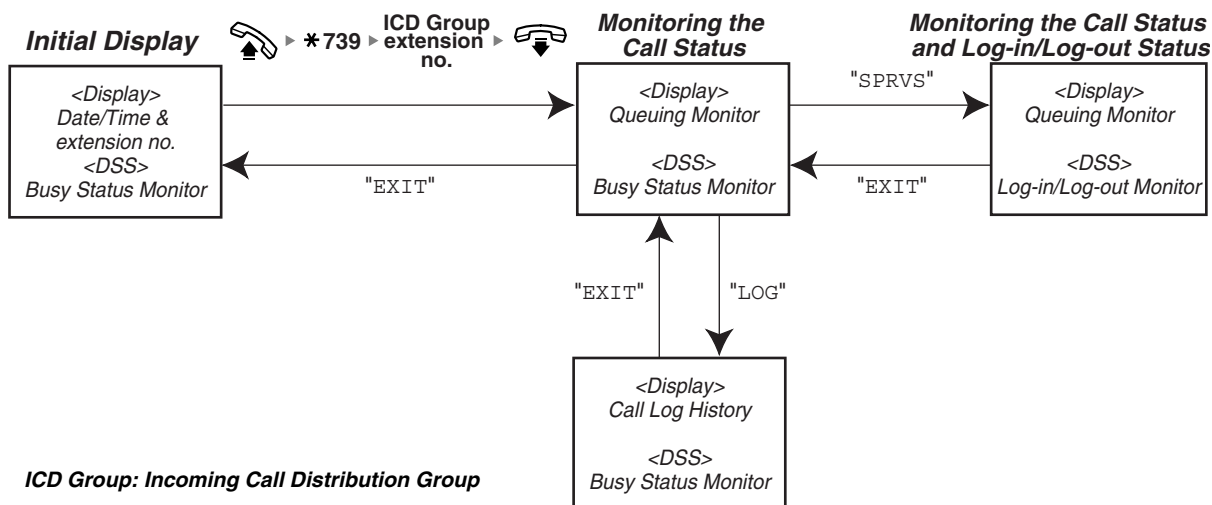 Initial Display
*739
ICD Group
extension
no.
Monitoring the
Call Status
Monitoring the Call Status
and Log-in/Log-out Status
<Display>
Date/Time &
extension no.
<DSS>
Busy Status Monitor
"EXIT"
<Display>
Queuing Monitor
<DSS>
Busy Status Monitor
"SPRVS"
"EXIT"
<Display>
Queuing Monitor
<DSS>
Log-in/Log-out Monitor
"EXIT"
"LOG"
<Display>
Call Log History
<DSS>
Busy Status Monitor
ICD Group: Incoming Call Distribution Group